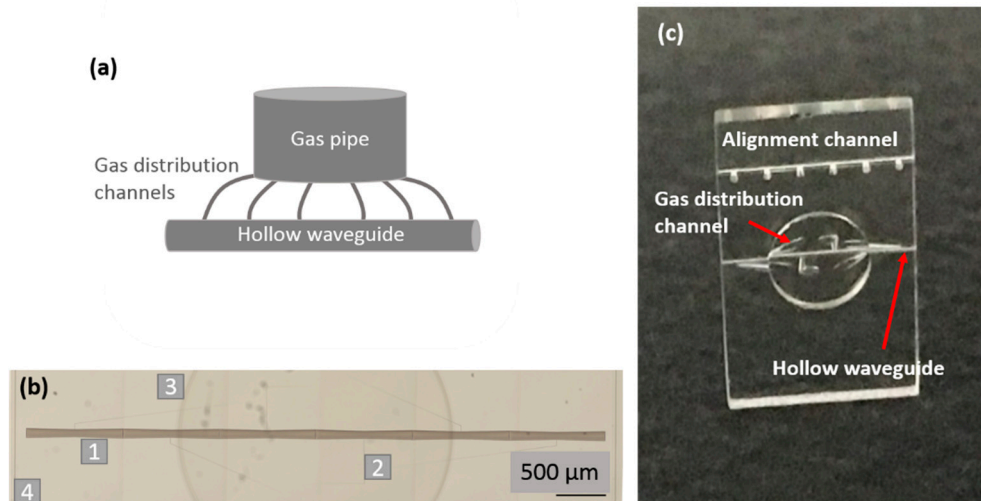 (a)
Gas pipe
Gas distribution
channels
Hollow waveguide
(b)
3
1
2
4
500 µm
(c)
Alignment channel
Gas distribution
channel
Hollow waveguide